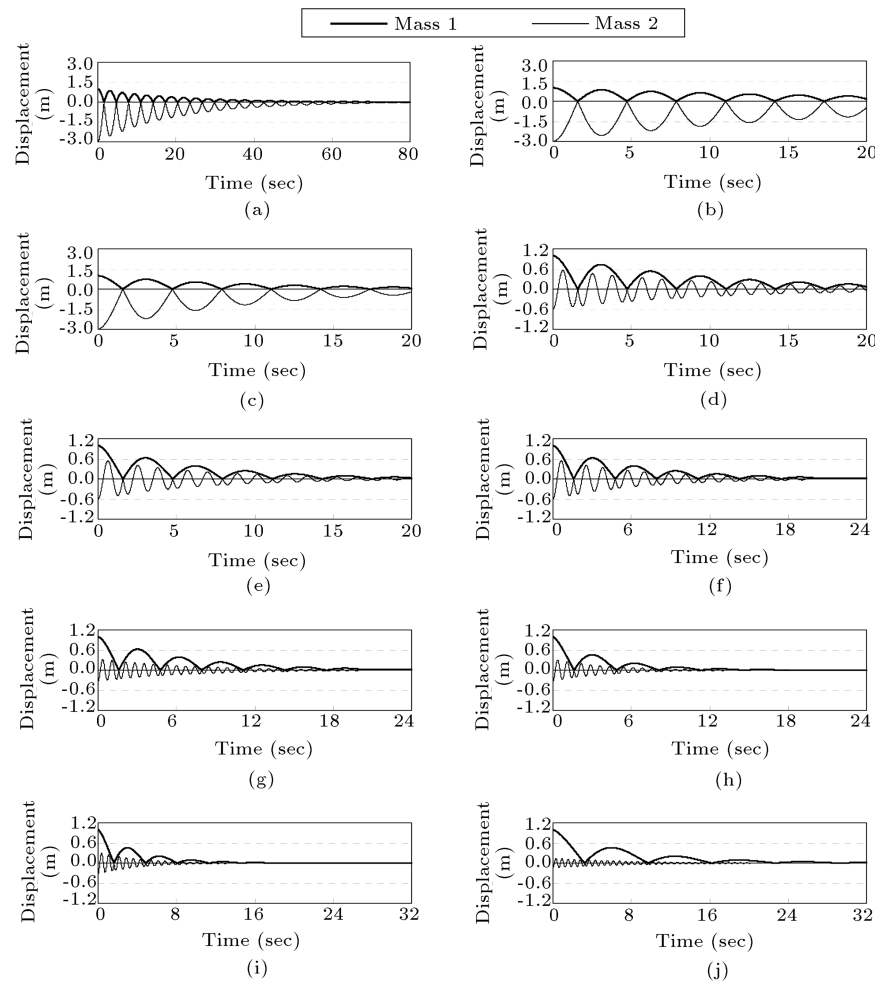 Mass 1 Mass 2
Displacement (m)
3.0
1.5
0.0
-1.5
-3.0
0 20 40 60 80
Time (sec)
(a)
Displacement (m)
3.0
1.5
0.0
-1.5
-3.0
0 5 10 15 20
Time (sec)
(b)
Displacement (m)
3.0
1.5
0.0
-1.5
-3.0
0 5 10 15 20
Time (sec)
(c)
Displacement (m)
1.2
0.6
0.0
-0.6
-1.2
0 5 10 15 20
Time (sec)
(d)
Displacement (m)
1.2
0.6
0.0
-0.6
-1.2
0 5 10 15 20
Time (sec)
(e)
Displacement (m)
1.2
0.6
0.0
-0.6
-1.2
0 6 12 18 24
Time (sec)
(f)
Displacement (m)
1.2
0.6
0.0
-0.6
-1.2
0 6 12 18 24
Time (sec)
(g)
Displacement (m)
1.2
0.6
0.0
-0.6
-1.2
0 6 12 18 24
Time (sec)
(h)
Displacement (m)
1.2
0.6
0.0
-0.6
-1.2
0 8 16 24 32
Time (sec)
(i)
Displacement (m)
1.2
0.6
0.0
-0.6
-1.2
0 8 16 24 32
Time (sec)
(j)